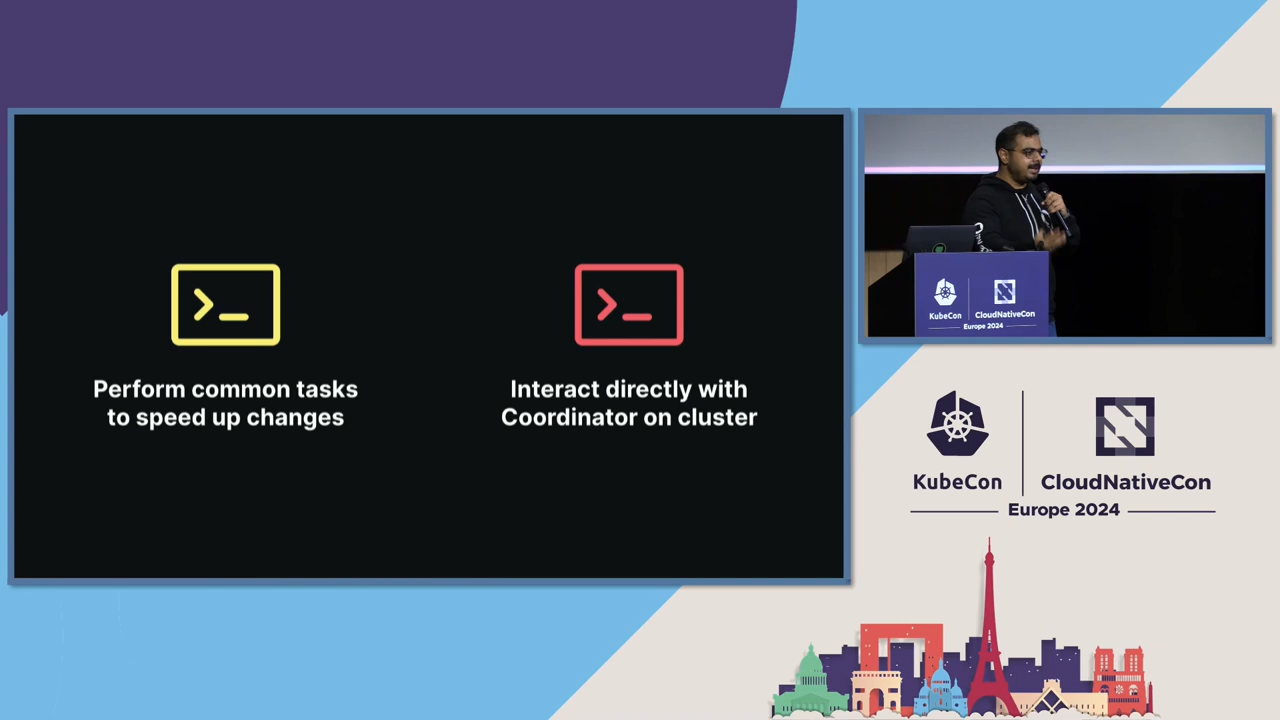 >_
Perform common tasks
to speed up changes
>_
Interact directly with
Coordinator on cluster
KubeCon
CloudNativeCon
Europe 2024
KubeCon
CloudNativeCon
Europe 2024